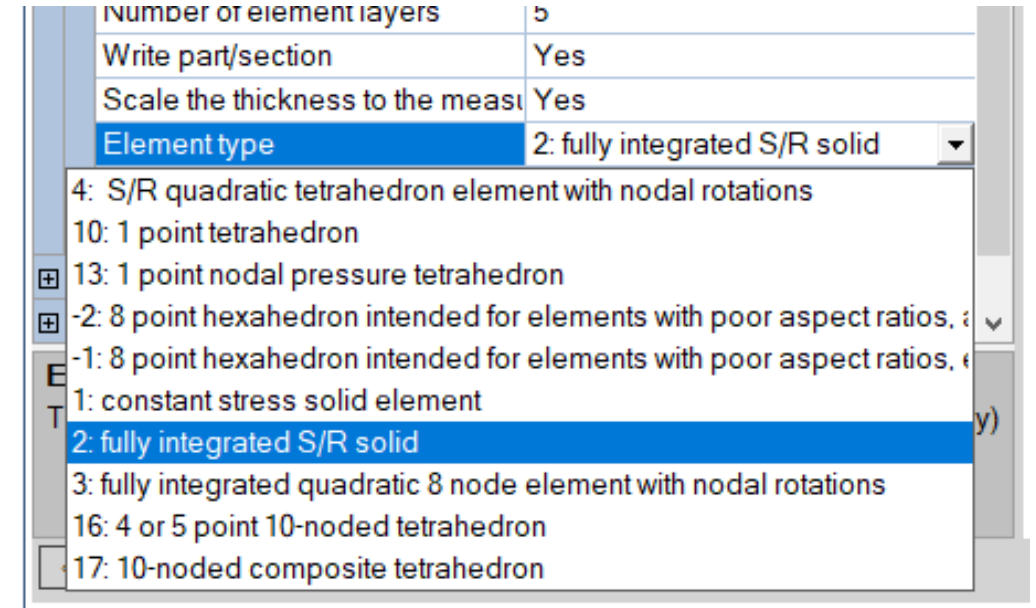 Number of element layers 5
Write part/section Yes
Scale the thickness to the meası Yes
Element type 2: fully integrated S/R solid
4: S/R quadratic tetrahedron element with nodal rotations
10: 1 point tetrahedron
13: 1 point nodal pressure tetrahedron
-2: 8 point hexahedron intended for elements with poor aspect ratios,
-1: 8 point hexahedron intended for elements with poor aspect ratios,
E
1: constant stress solid element
T y)
2: fully integrated S/R solid
3: fully integrated quadratic 8 node element with nodal rotations
16: 4 or 5 point 10-noded tetrahedron
17: 10-noded composite tetrahedron